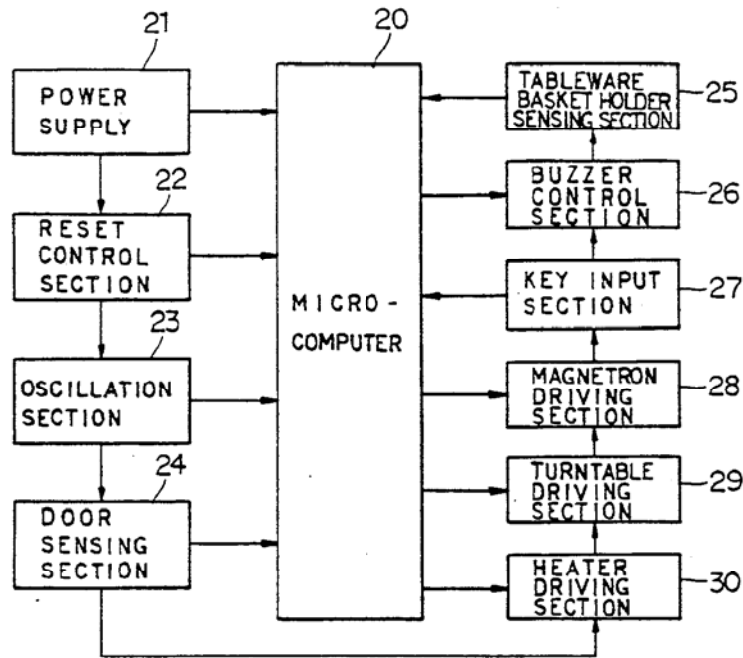 21
POWER
SUPPLY
22
RESET
CONTROL
SECTION
23
OSCILLATION
SECTION
24
DOOR
SENSING
SECTION
20
MICRO-
COMPUTER
TABLEWARE
BASKET HOLDER
SENSING SECTION
25
BUZZER
CONTROL
SECTION
26
KEY INPUT
SECTION
27
MAGNETRON
DRIVING
SECTION
28
TURNTABLE
DRIVING
SECTION
29
HEATER
DRIVING
SECTION
30